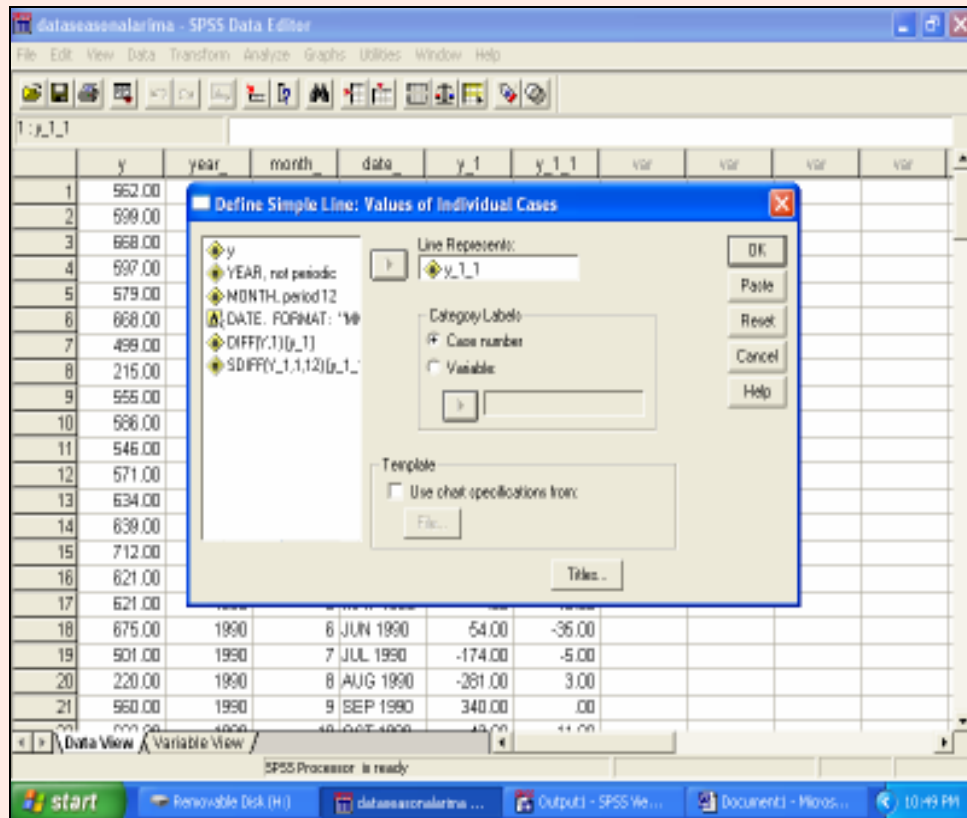 dataseasonalarima - SPSS Data Editor
File Edit View Data Transform Analyze Graphs Utilities Window Help
1 : y_1_1
y year_ month_ date_ y_1 y_1_1 var var var var
1 562.00
2 599.00
3 668.00
4 597.00
5 579.00
6 668.00
7 499.00
8 215.00
9 555.00
10 586.00
11 546.00
12 571.00
13 634.00
14 639.00
15 712.00
16 621.00
17 621.00
Define Simple Line: Values of Individual Cases
y
YEAR, not periodic
MONTH, period 12
DATE. FORMAT: "MM
DIFF(Y,1)[y_1]
SDIFF(Y_1,1,12)[y_1_
Line Represents:
y_1_1
Category Labels
Case number
Variable:
Template
Use chart specifications from:
File...
Titles...
OK
Paste
Reset
Cancel
Help
18 675.00 1990 6 JUN 1990 54.00 -35.00
19 501.00 1990 7 JUL 1990 -174.00 -5.00
20 220.00 1990 8 AUG 1990 -281.00 3.00
21 560.00 1990 9 SEP 1990 340.00 .00
Data View Variable View
SPSS Processor is ready
start Removable Disk (H:) dataseasonalarima ... Output1 - SPSS Vie... Document1 - Micros... 10:49 PM